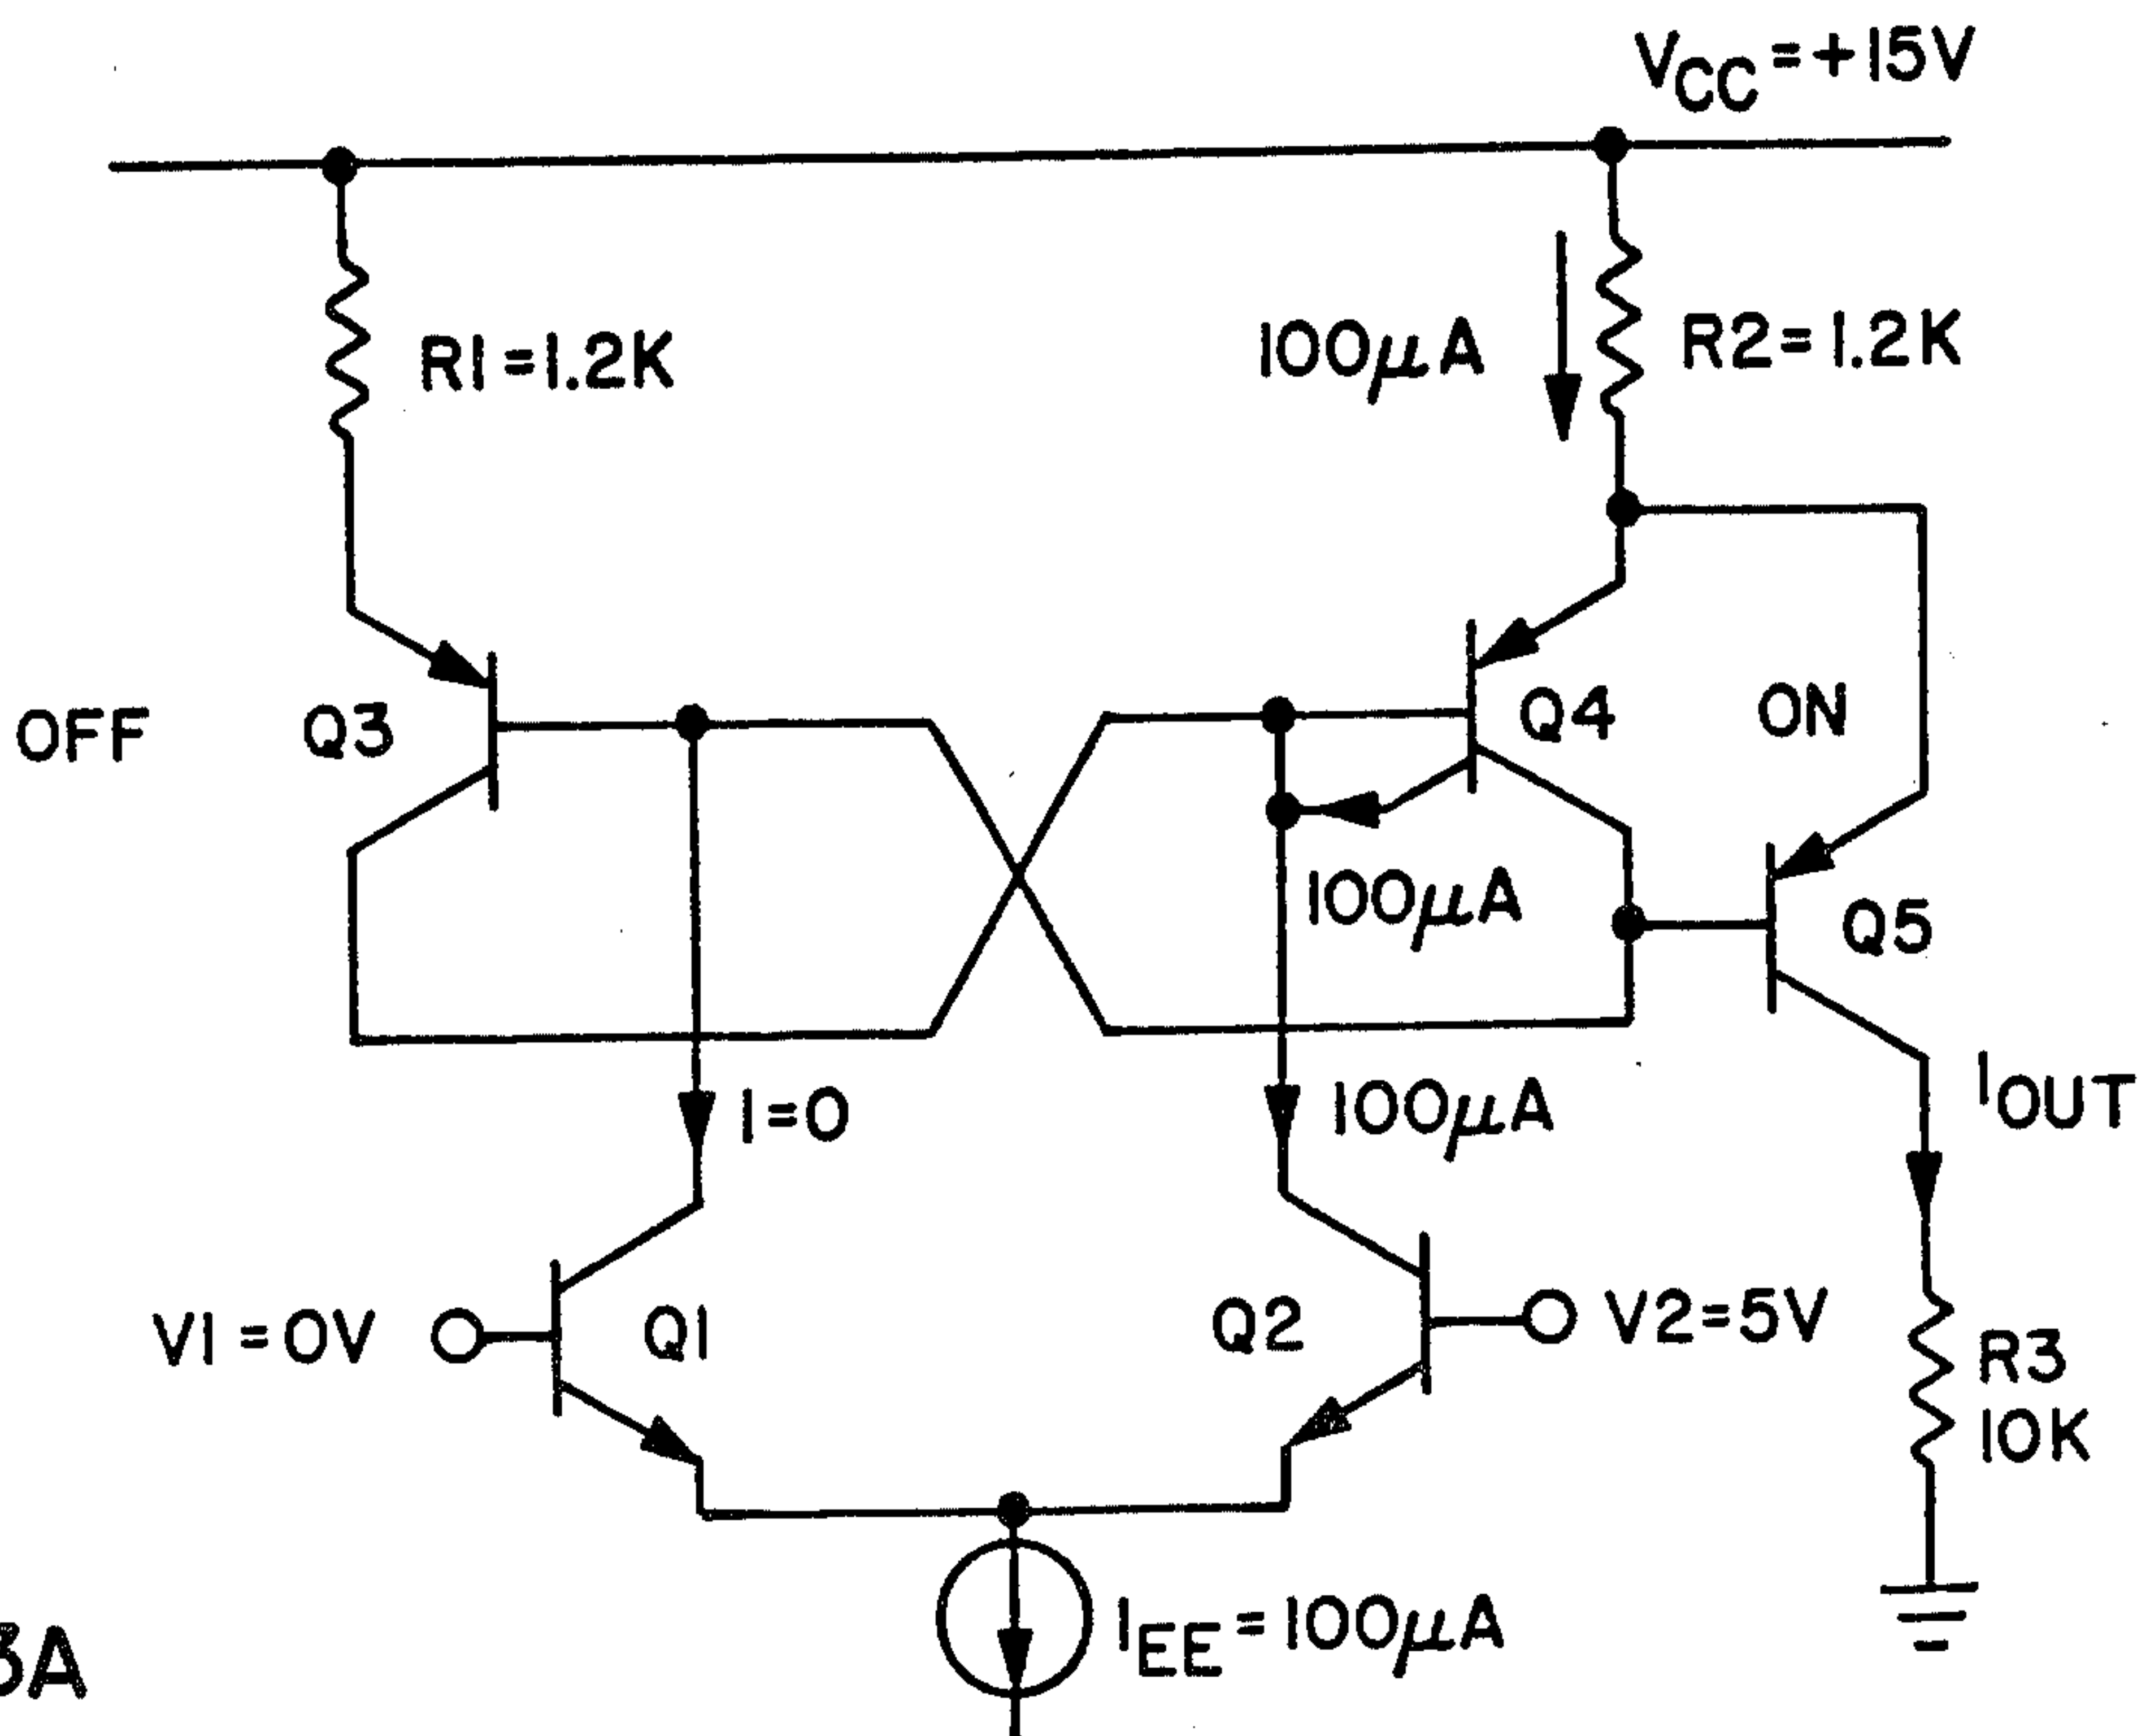 VCC=+15V
R1=1.2K
100μA
R2=1.2K
OFF
Q3
Q4
ON
100μA
Q5
I=0
100μA
IOUT
V1=0V
Q1
Q2
V2=5V
R3
10K
IEE=100μA
3A